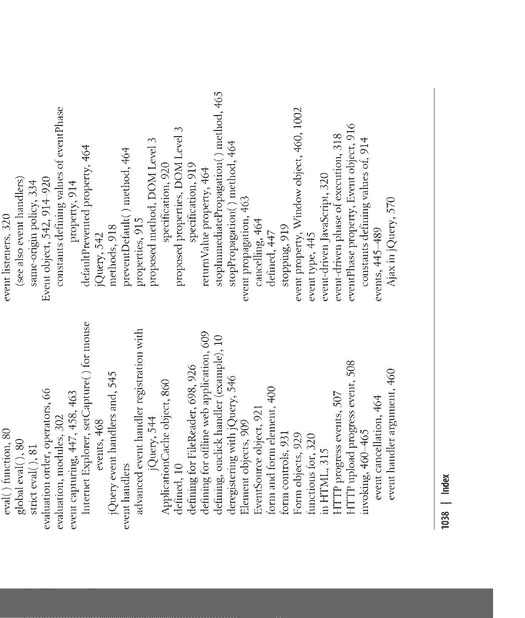 eval( ) function, 80
global eval( ), 80
strict eval( ), 81
evaluation order, operators, 66
evaluation, modules, 302
event capturing, 447, 458, 463
Internet Explorer, setCapture( ) for mouse
events, 468
jQuery event handlers and, 545
event handlers
advanced event handler registration with
jQuery, 544
ApplicationCache object, 860
defined, 10
defining for FileReader, 698, 926
defining for offline web application, 609
defining, onclick handler (example), 10
deregistering with jQuery, 546
Element objects, 909
EventSource object, 921
form and form element, 400
form controls, 931
Form objects, 929
functions for, 320
in HTML, 315
HTTP progress events, 507
HTTP upload progress event, 508
invoking, 460–465
event cancellation, 464
event handler argument, 460
event listeners, 320
(see also event handlers)
same-origin policy, 334
Event object, 542, 914–920
constants defining values of eventPhase
property, 914
defaultPrevented property, 464
jQuery, 542
methods, 918
preventDefault( ) method, 464
properties, 915
proposed method, DOM Level 3
specification, 920
proposed properties, DOM Level 3
specification, 919
returnValue property, 464
stopImmediatePropagation( ) method, 465
stopPropagation( ) method, 464
event propagation, 463
cancelling, 464
defined, 447
stopping, 919
event property, Window object, 460, 1002
event type, 445
event-driven JavaScript, 320
event-driven phase of execution, 318
eventPhase property, Event object, 916
constants defining values of, 914
events, 445–489
Ajax in jQuery, 570
1038 | Index